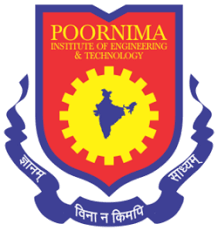 POORNIMA
INSTITUTE OF ENGINEERING
& TECHNOLOGY
ज्ञानम् विना न किमपि साध्यम्